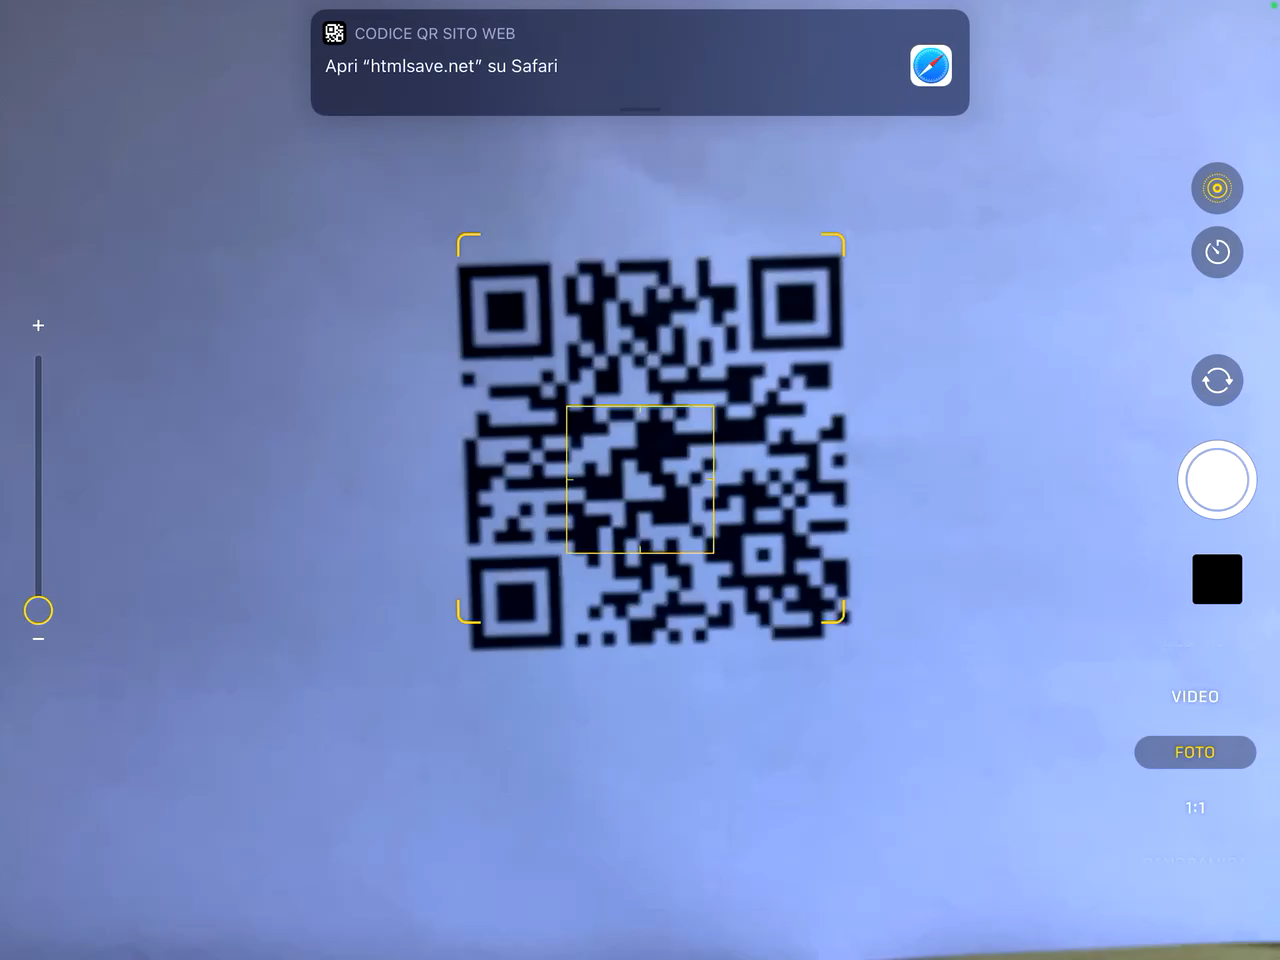 CODICE QR SITO WEB
Apri “htmlsave.net” su Safari
+
−
VIDEO
FOTO
1:1